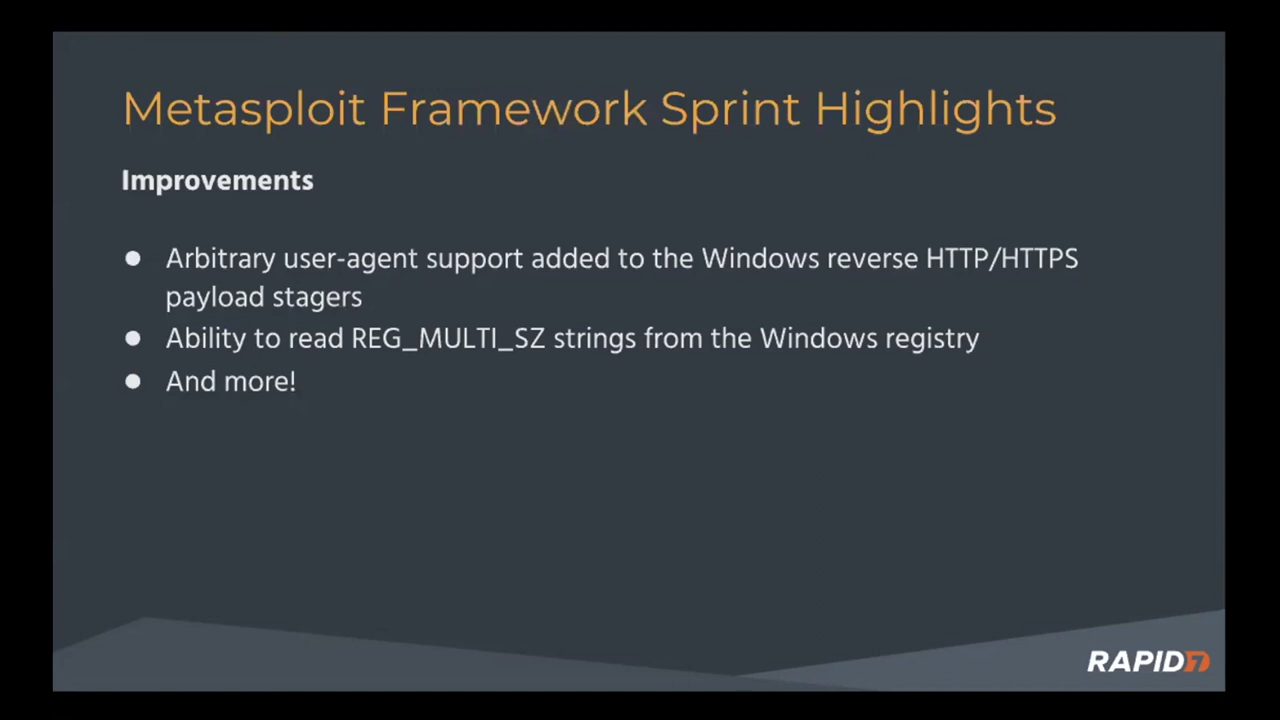 Metasploit Framework Sprint Highlights
Improvements
● Arbitrary user-agent support added to the Windows reverse HTTP/HTTPS
payload stagers
● Ability to read REG_MULTI_SZ strings from the Windows registry
● And more!
RAPID7